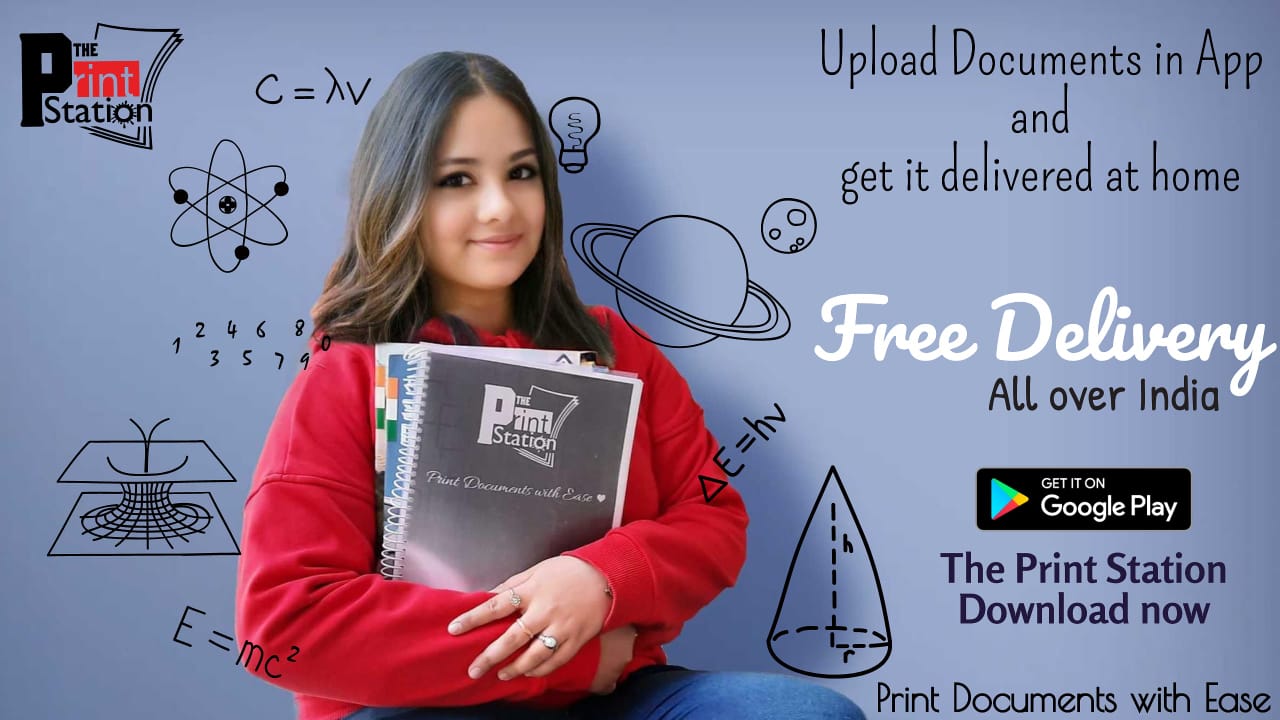 THE
Print
Station
C = λν
Upload Documents in App
and
get it delivered at home
1 2 3 4 5 6 7 8 9 0
Free Delivery
All over India
THE
Print
Station
Print Documents with Ease
ΔE = hν
h
r
GET IT ON
Google Play
The Print Station
Download now
E = mc²
Print Documents with Ease